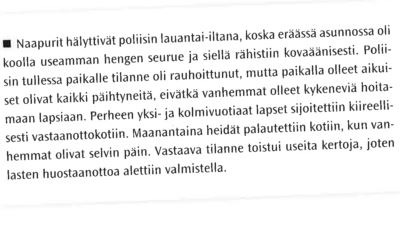 ■ Naapurit hälyttivät poliisin lauantai-iltana, koska eräässä asunnossa oli
koolla useamman hengen seurue ja siellä rähistiin kovaäänisesti. Polii-
sin tullessa paikalle tilanne oli rauhoittunut, mutta paikalla olleet aikui-
set olivat kaikki päihtyneitä, eivätkä vanhemmat olleet kykeneviä hoita-
maan lapsiaan. Perheen yksi- ja kolmivuotiaat lapset sijoitettiin kiireelli-
sesti vastaanottokotiin. Maanantaina heidät palautettiin kotiin, kun van-
hemmat olivat selvin päin. Vastaava tilanne toistui useita kertoja, joten
lasten huostaanottoa alettiin valmistella.